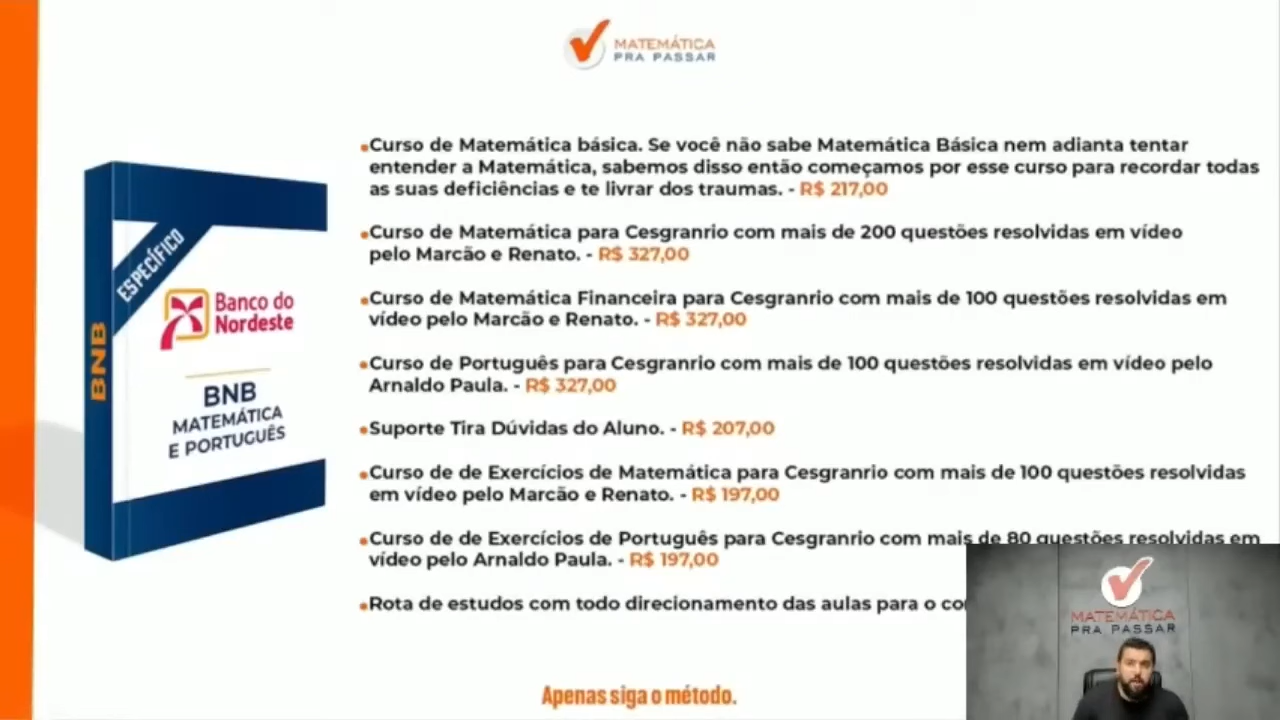 MATEMÁTICA
PRA PASSAR
•Curso de Matemática básica. Se você não sabe Matemática Básica nem adianta tentar
entender a Matemática, sabemos disso então começamos por esse curso para recordar todas
as suas deficiências e te livrar dos traumas. - R$ 217,00
•Curso de Matemática para Cesgranrio com mais de 200 questões resolvidas em vídeo
pelo Marcão e Renato. - R$ 327,00
•Curso de Matemática Financeira para Cesgranrio com mais de 100 questões resolvidas em
vídeo pelo Marcão e Renato. - R$ 327,00
•Curso de Português para Cesgranrio com mais de 100 questões resolvidas em vídeo pelo
Arnaldo Paula. - R$ 327,00
•Suporte Tira Dúvidas do Aluno. - R$ 207,00
•Curso de de Exercícios de Matemática para Cesgranrio com mais de 100 questões resolvidas
em vídeo pelo Marcão e Renato. - R$ 197,00
•Curso de de Exercícios de Português para Cesgranrio com mais de 80 questões resolvidas em
vídeo pelo Arnaldo Paula. - R$ 197,00
•Rota de estudos com todo direcionamento das aulas para o
ESPECÍFICO
Banco do
Nordeste
BNB
BNB
MATEMÁTICA
E PORTUGUÊS
MATEMÁTICA
PRA PASSAR
Apenas siga o método.